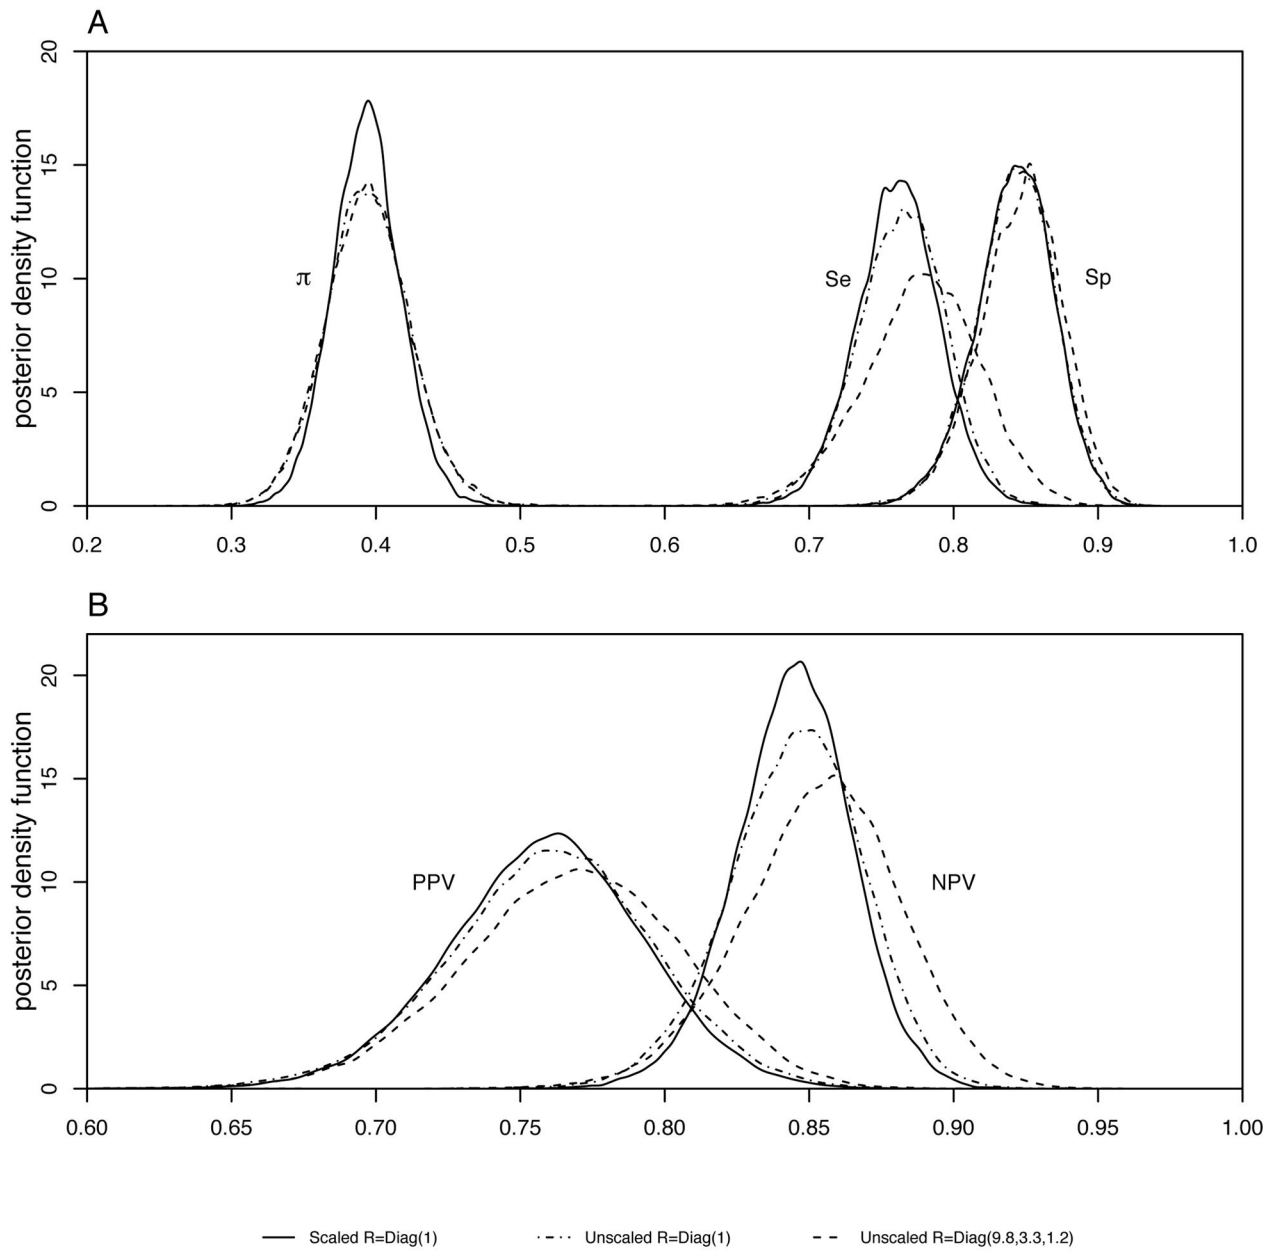 A
posterior density function
20
15
10
5
0
π
Se
Sp
0.2 0.3 0.4 0.5 0.6 0.7 0.8 0.9 1.0
B
posterior density function
20
15
10
5
0
PPV
NPV
0.60 0.65 0.70 0.75 0.80 0.85 0.90 0.95 1.00
Scaled R=Diag(1) Unscaled R=Diag(1) Unscaled R=Diag(9.8,3.3,1.2)